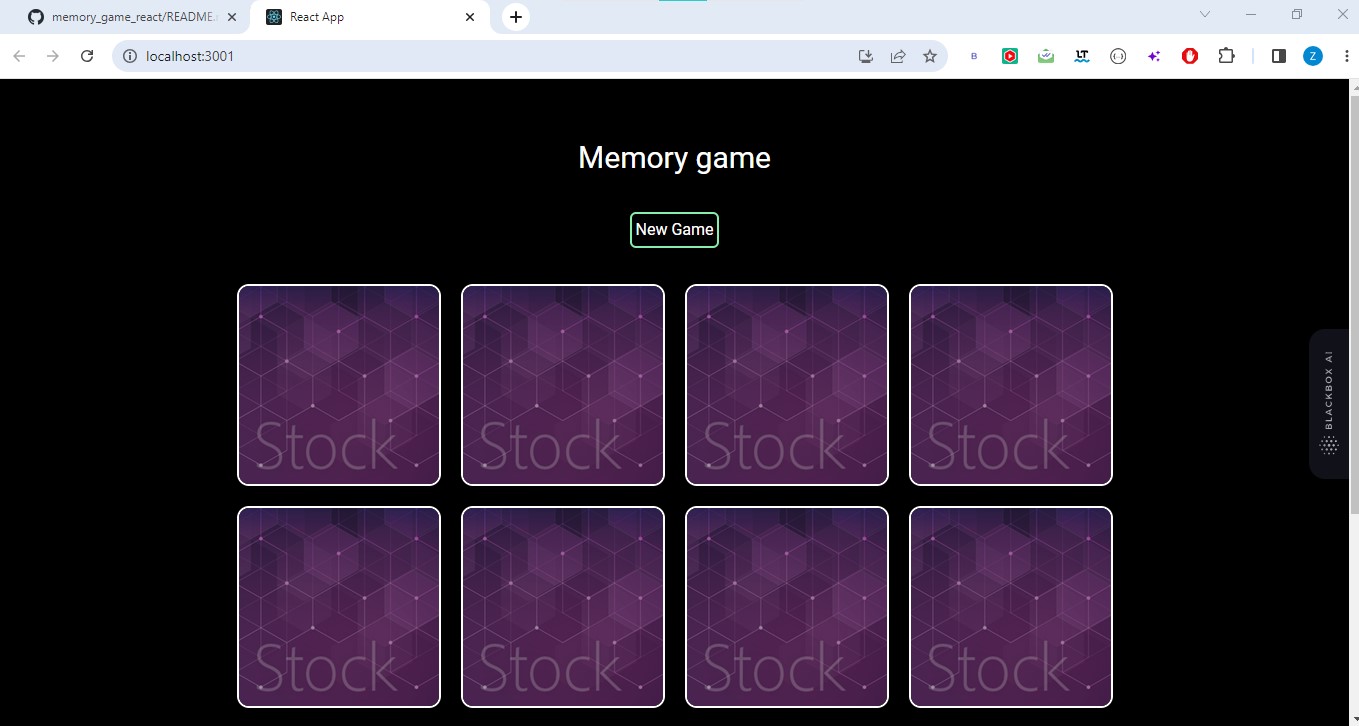 memory_game_react/README.
React App
localhost:3001
B
LT
Z
Memory game
New Game
Stock Stock Stock Stock
BLACKBOX AI
Stock Stock Stock Stock